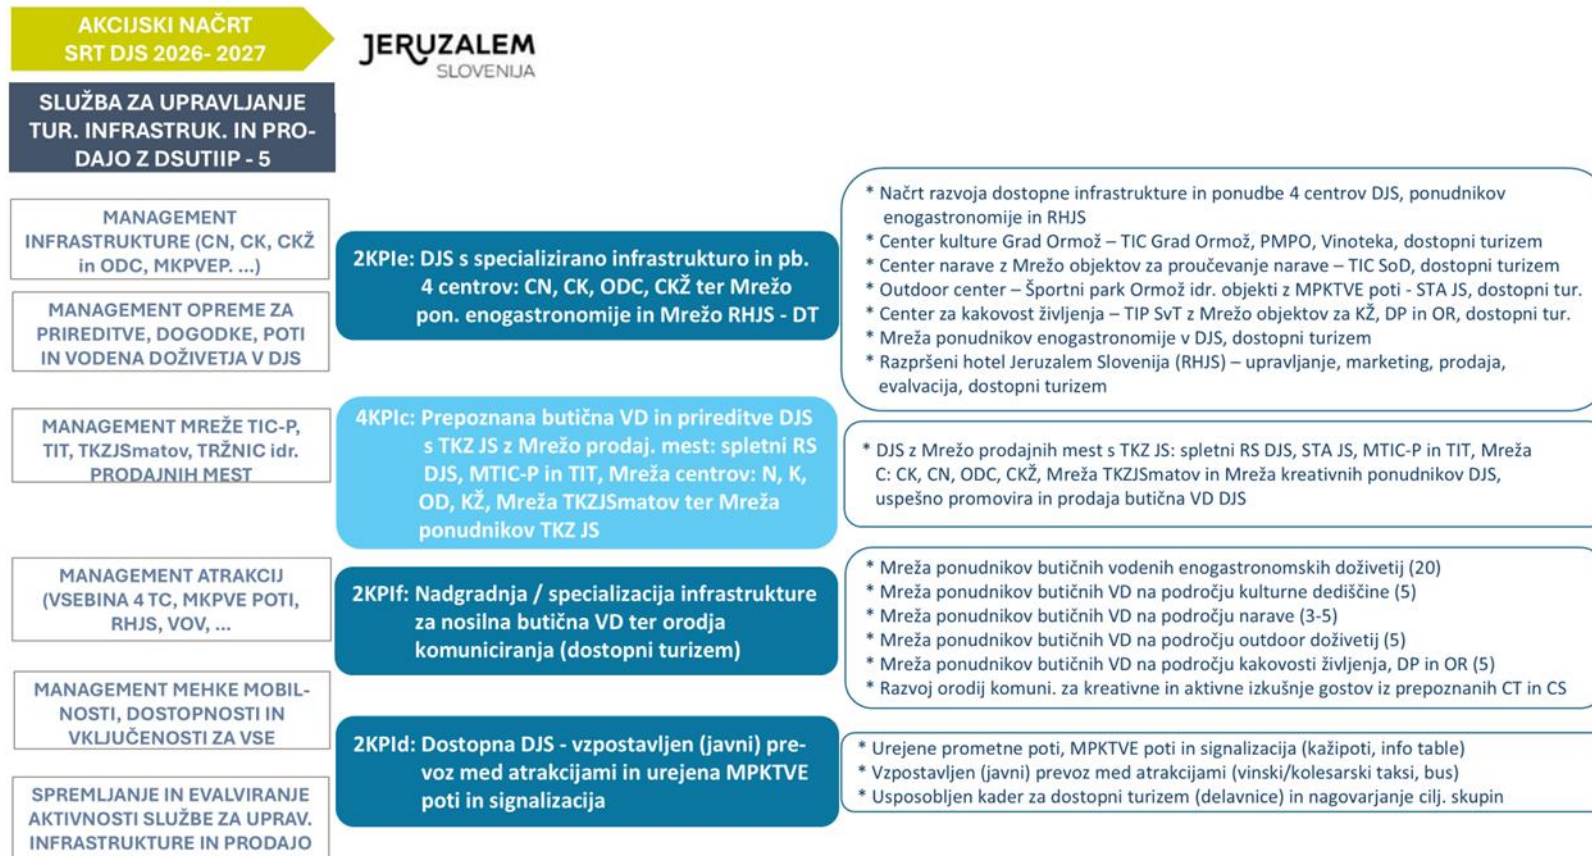 AKCIJSKI NAČRT
SRT DJS 2026- 2027
JERUZALEM
SLOVENIJA
SLUŽBA ZA UPRAVLJANJE
TUR. INFRASTRUK. IN PRO-
DAJO Z DSUTIIP - 5
MANAGEMENT
INFRASTRUKTURE (CN, CK, CKŽ
in ODC, MKPVEP. ...)
MANAGEMENT OPREME ZA
PRIREDITVE, DOGODKE, POTI
IN VODENA DOŽIVETJA V DJS
MANAGEMENT MREŽE TIC-P,
TIT, TKZJSmatov, TRŽNIC idr.
PRODAJNIH MEST
MANAGEMENT ATRAKCIJ
(VSEBINA 4 TC, MKPVE POTI,
RHJS, VOV, ...
MANAGEMENT MEHKE MOBIL-
NOSTI, DOSTOPNOSTI IN
VKLJUČENOSTI ZA VSE
SPREMLJANJE IN EVALVIRANJE
AKTIVNOSTI SLUŽBE ZA UPRAV.
INFRASTRUKTURE IN PRODAJO
2KPIe: DJS s specializirano infrastrukturo in pb.
4 centrov: CN, CK, ODC, CKŽ ter Mrežo
pon. enogastronomije in Mrežo RHJS - DT
4KPIc: Prepoznana butična VD in prireditve DJS
s TKZ JS z Mrežo prodaj. mest: spletni RS
DJS, MTIC-P in TIT, Mreža centrov: N, K,
OD, KŽ, Mreža TKZJSmatov ter Mreža
ponudnikov TKZ JS
2KPIf: Nadgradnja / specializacija infrastrukture
za nosilna butična VD ter orodja
komuniciranja (dostopni turizem)
2KPId: Dostopna DJS - vzpostavljen (javni) pre-
voz med atrakcijami in urejena MPKTVE
poti in signalizacija
* Načrt razvoja dostopne infrastrukture in ponudbe 4 centrov DJS, ponudnikov
enogastronomije in RHJS
* Center kulture Grad Ormož – TIC Grad Ormož, PMPO, Vinoteka, dostopni turizem
* Center narave z Mrežo objektov za proučevanje narave – TIC SoD, dostopni turizem
* Outdoor center – Športni park Ormož idr. objekti z MPKTVE poti - STA JS, dostopni tur.
* Center za kakovost življenja – TIP SvT z Mrežo objektov za KŽ, DP in OR, dostopni tur.
* Mreža ponudnikov enogastronomije v DJS, dostopni turizem
* Razpršeni hotel Jeruzalem Slovenija (RHJS) – upravljanje, marketing, prodaja,
evalvacija, dostopni turizem
* DJS z Mrežo prodajnih mest s TKZ JS: spletni RS DJS, STA JS, MTIC-P in TIT, Mreža
C: CK, CN, ODC, CKŽ, Mreža TKZJSmatov in Mreža kreativnih ponudnikov DJS,
uspešno promovira in prodaja butična VD DJS
* Mreža ponudnikov butičnih vodenih enogastronomskih doživetij (20)
* Mreža ponudnikov butičnih VD na področju kulturne dediščine (5)
* Mreža ponudnikov butičnih VD na področju narave (3-5)
* Mreža ponudnikov butičnih VD na področju outdoor doživetij (5)
* Mreža ponudnikov butičnih VD na področju kakovosti življenja, DP in OR (5)
* Razvoj orodij komuni. za kreativne in aktivne izkušnje gostov iz prepoznanih CT in CS
* Urejene prometne poti, MPKTVE poti in signalizacija (kažipoti, info table)
* Vzpostavljen (javni) prevoz med atrakcijami (vinski/kolesarski taksi, bus)
* Usposobljen kader za dostopni turizem (delavnice) in nagovarjanje cilj. skupin